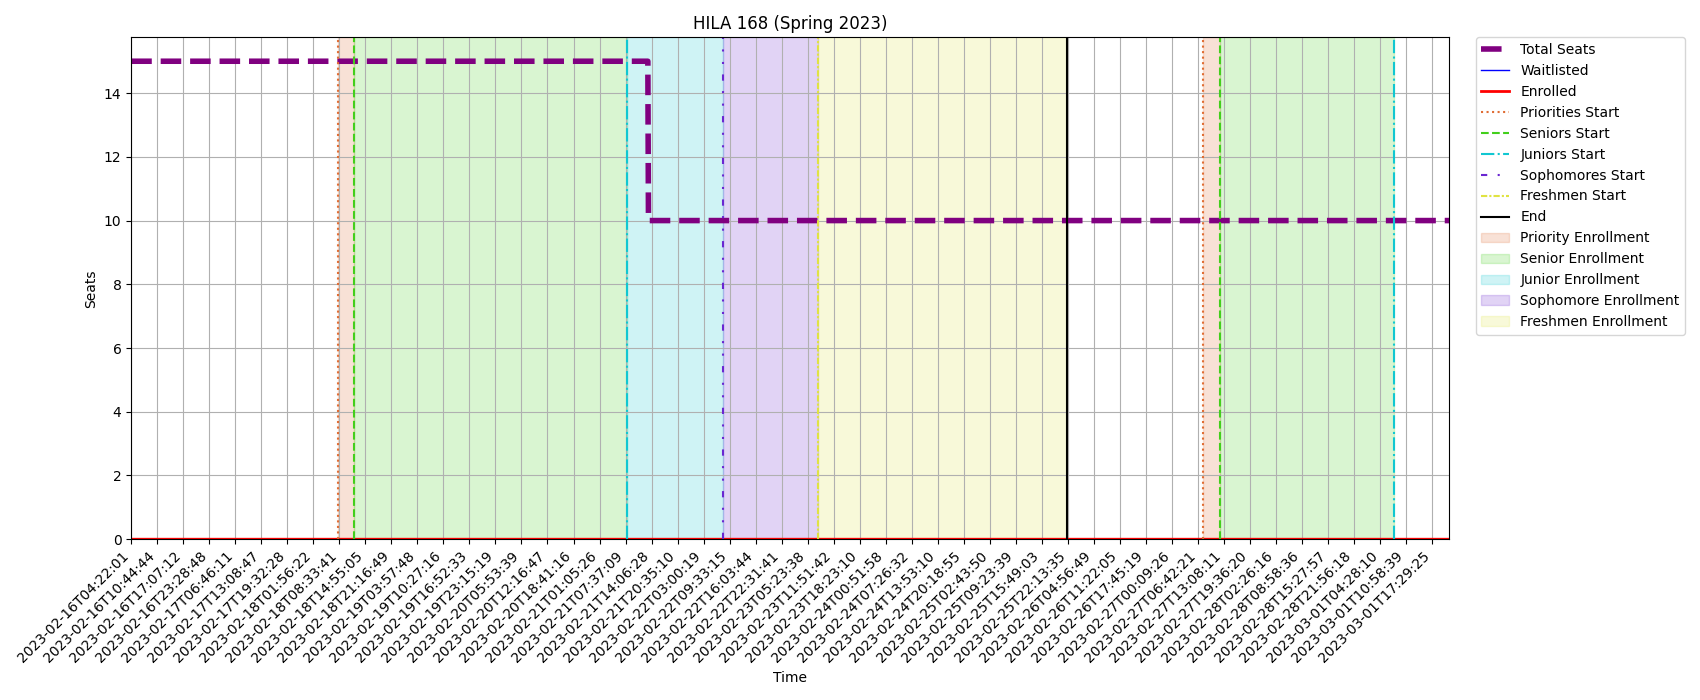 HILA 168 (Spring 2023)
Seats
14
12
10
8
6
4
2
0
2023-02-16T04:22:01
2023-02-16T10:44:44
2023-02-16T17:07:12
2023-02-16T23:28:48
2023-02-17T06:46:11
2023-02-17T13:08:47
2023-02-17T19:32:28
2023-02-18T01:56:22
2023-02-18T08:33:41
2023-02-18T14:55:05
2023-02-18T21:16:49
2023-02-19T03:57:48
2023-02-19T10:27:16
2023-02-19T16:52:33
2023-02-19T23:15:19
2023-02-20T05:53:39
2023-02-20T12:16:47
2023-02-20T18:41:16
2023-02-21T01:05:26
2023-02-21T07:37:09
2023-02-21T14:06:28
2023-02-21T20:35:10
2023-02-22T03:00:19
2023-02-22T09:33:15
2023-02-22T16:03:44
2023-02-22T22:31:41
2023-02-23T05:23:38
2023-02-23T11:51:42
2023-02-23T18:23:10
2023-02-24T00:51:58
2023-02-24T07:26:32
2023-02-24T13:53:10
2023-02-24T20:18:55
2023-02-25T02:43:50
2023-02-25T09:23:39
2023-02-25T15:49:03
2023-02-25T22:13:35
2023-02-26T04:56:49
2023-02-26T11:22:05
2023-02-26T17:45:19
2023-02-27T00:09:26
2023-02-27T06:42:21
2023-02-27T13:08:11
2023-02-27T19:36:20
2023-02-28T02:26:16
2023-02-28T08:58:36
2023-02-28T15:27:57
2023-02-28T21:56:18
2023-03-01T04:28:10
2023-03-01T10:58:39
2023-03-01T17:29:25
Time
Total Seats
Waitlisted
Enrolled
Priorities Start
Seniors Start
Juniors Start
Sophomores Start
Freshmen Start
End
Priority Enrollment
Senior Enrollment
Junior Enrollment
Sophomore Enrollment
Freshmen Enrollment